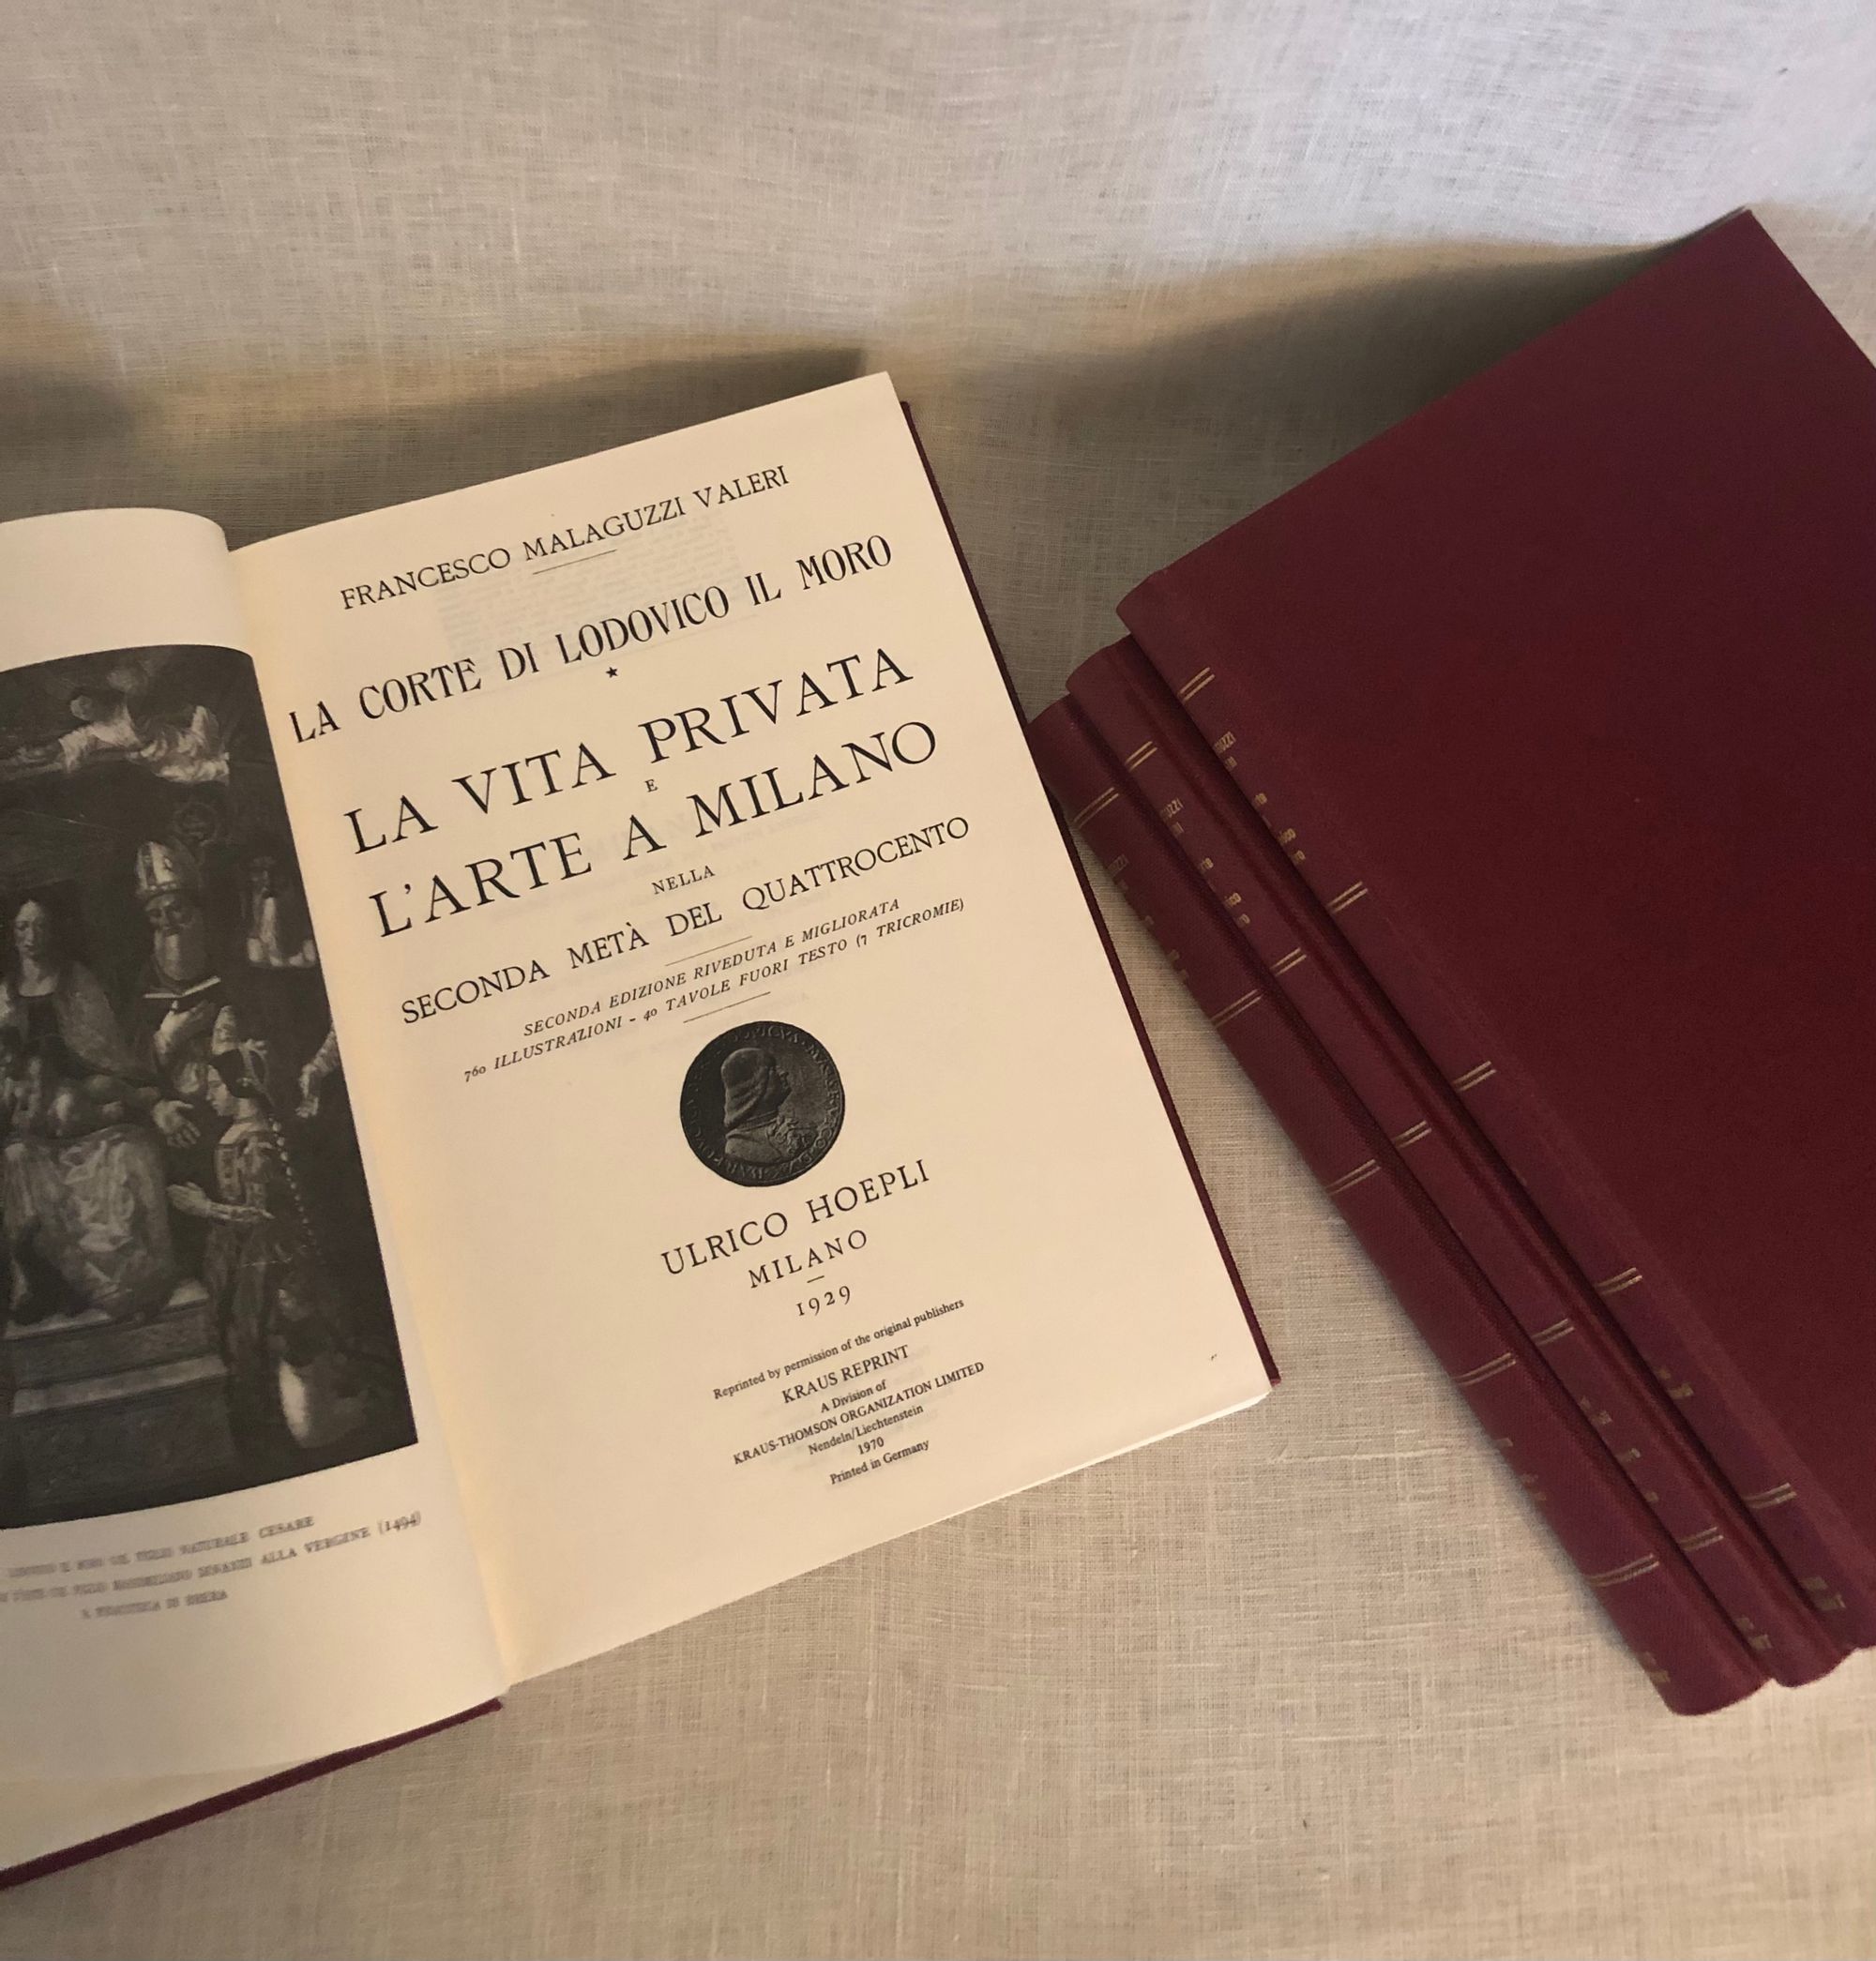 FRANCESCO MALAGUZZI VALERI
LA CORTE DI LODOVICO IL MORO
LA VITA PRIVATA
E
L'ARTE A MILANO
NELLA
SECONDA METÀ DEL QUATTROCENTO
SECONDA EDIZIONE RIVEDUTA E MIGLIORATA
760 ILLUSTRAZIONI - 40 TAVOLE FUORI TESTO (7 TRICROMIE)
ULRICO HOEPLI
MILANO
1929
Reprinted by permission of the original publishers
KRAUS REPRINT
A Division of
KRAUS-THOMSON ORGANIZATION LIMITED
Nendeln/Liechtenstein
1970
Printed in Germany
NATURALE CESARE
ALLA VERGENE (1494)